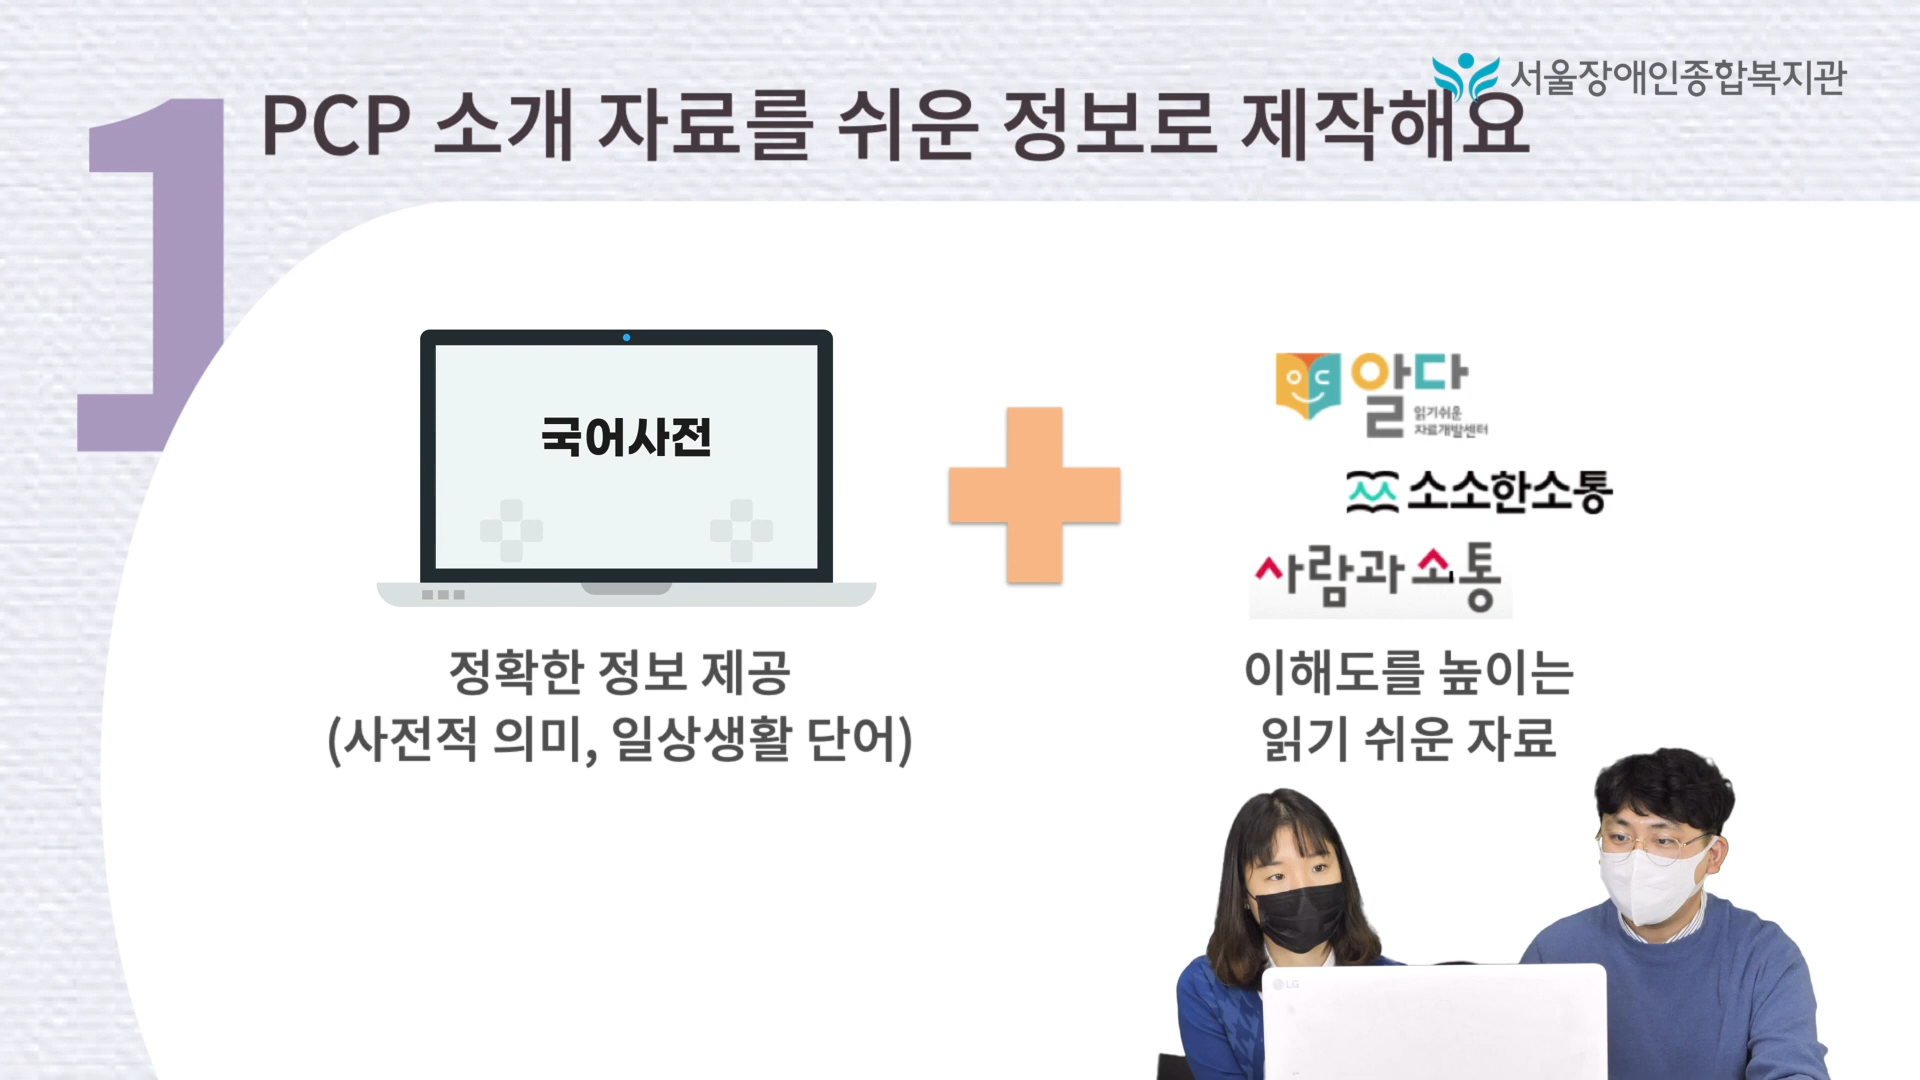 서울장애인종합복지관
1
PCP 소개 자료를 쉬운 정보로 제작해요
국어사전
정확한 정보 제공
(사전적 의미, 일상생활 단어)
알다
읽기쉬운
자료개발센터
소소한소통
사람과 소통
이해도를 높이는
읽기 쉬운 자료
LG